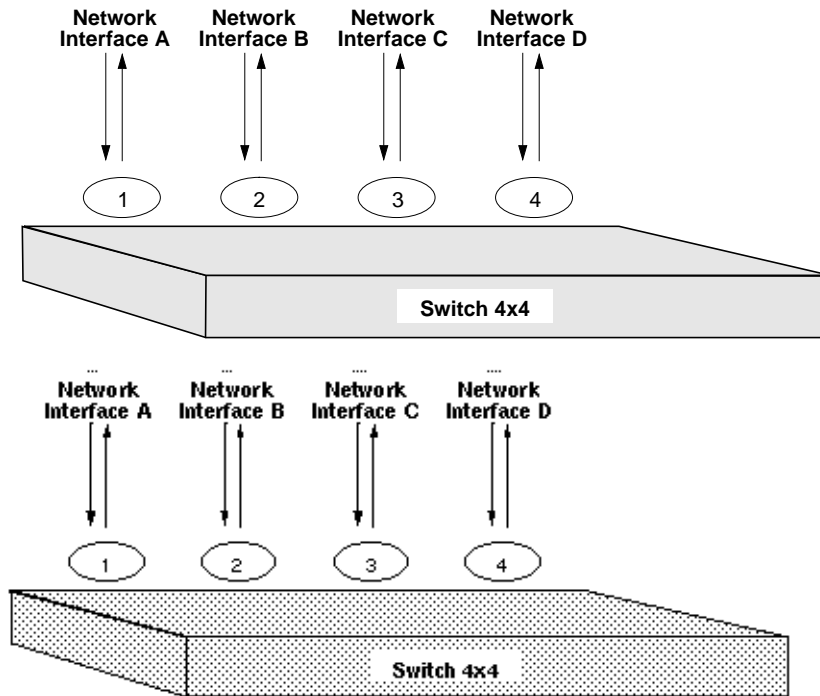 Network Network Network Network
Interface A Interface B Interface C Interface D
1 2 3 4
Switch 4x4
... ... .... ....
Network Network Network Network
Interface A Interface B Interface C Interface D
1 2 3 4
Switch 4x4